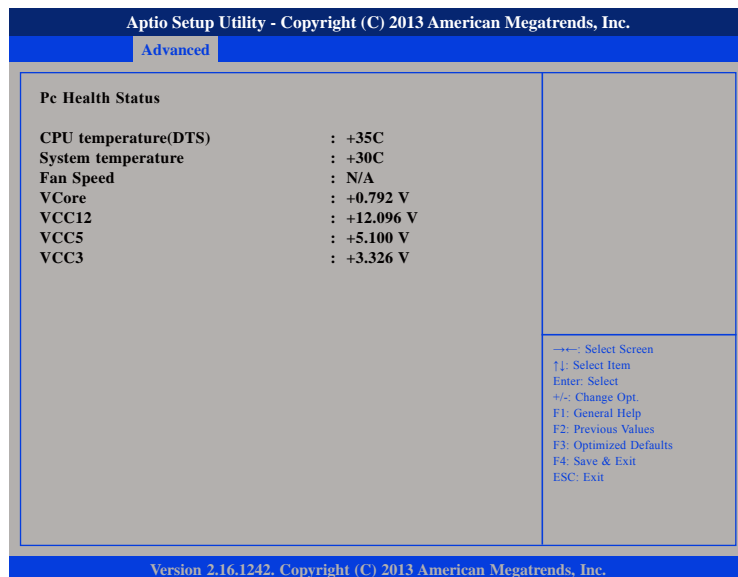 Aptio Setup Utility - Copyright (C) 2013 American Megatrends, Inc.
Advanced
Pc Health Status
CPU temperature(DTS) : +35C
System temperature : +30C
Fan Speed : N/A
VCore : +0.792 V
VCC12 : +12.096 V
VCC5 : +5.100 V
VCC3 : +3.326 V
→←: Select Screen
↑↓: Select Item
Enter: Select
+/-: Change Opt.
F1: General Help
F2: Previous Values
F3: Optimized Defaults
F4: Save & Exit
ESC: Exit
Version 2.16.1242. Copyright (C) 2013 American Megatrends, Inc.